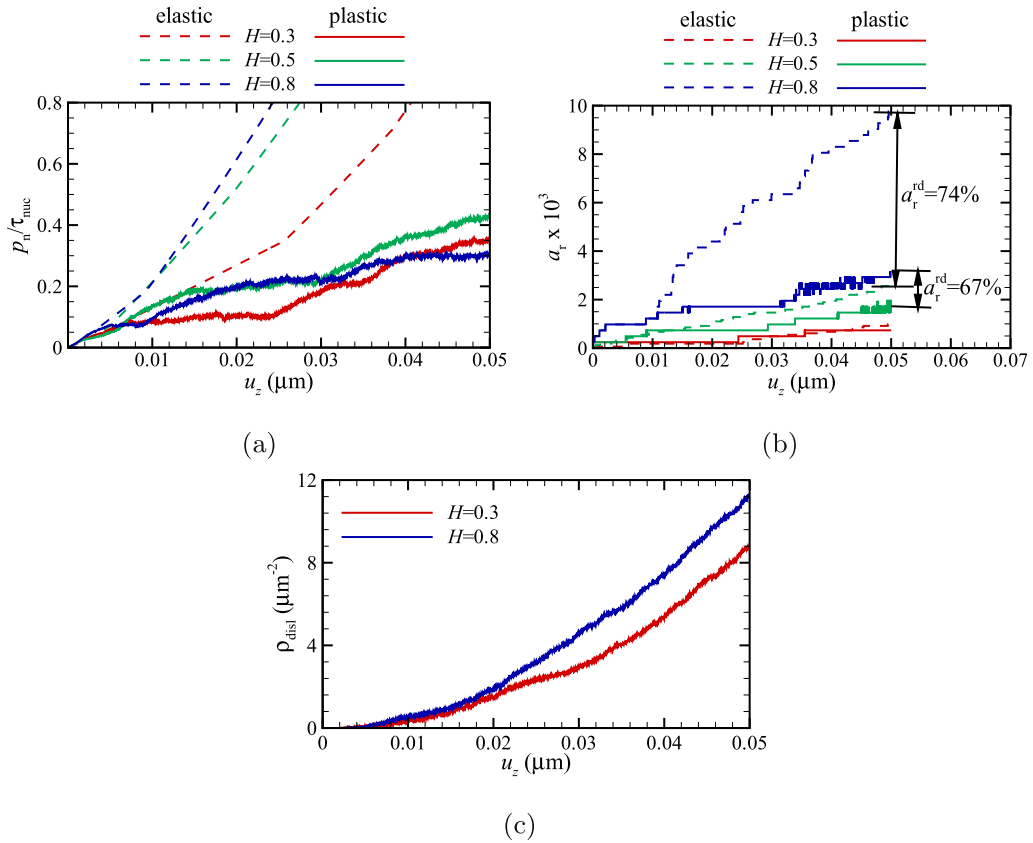 elastic plastic
H=0.3
H=0.5
H=0.8
0.8
0.6
0.4
0.2
0
0.01 0.02 0.03 0.04 0.05
pn/τnuc
uz (μm)
(a)
elastic plastic
H=0.3
H=0.5
H=0.8
10
8
6
4
2
0
0 0.01 0.02 0.03 0.04 0.05 0.06 0.07
ar x 10³
arrd=74%
arrd=67%
uz (μm)
(b)
12
8
4
0
0 0.01 0.02 0.03 0.04 0.05
H=0.3
H=0.8
ρdisl (μm-2)
uz (μm)
(c)